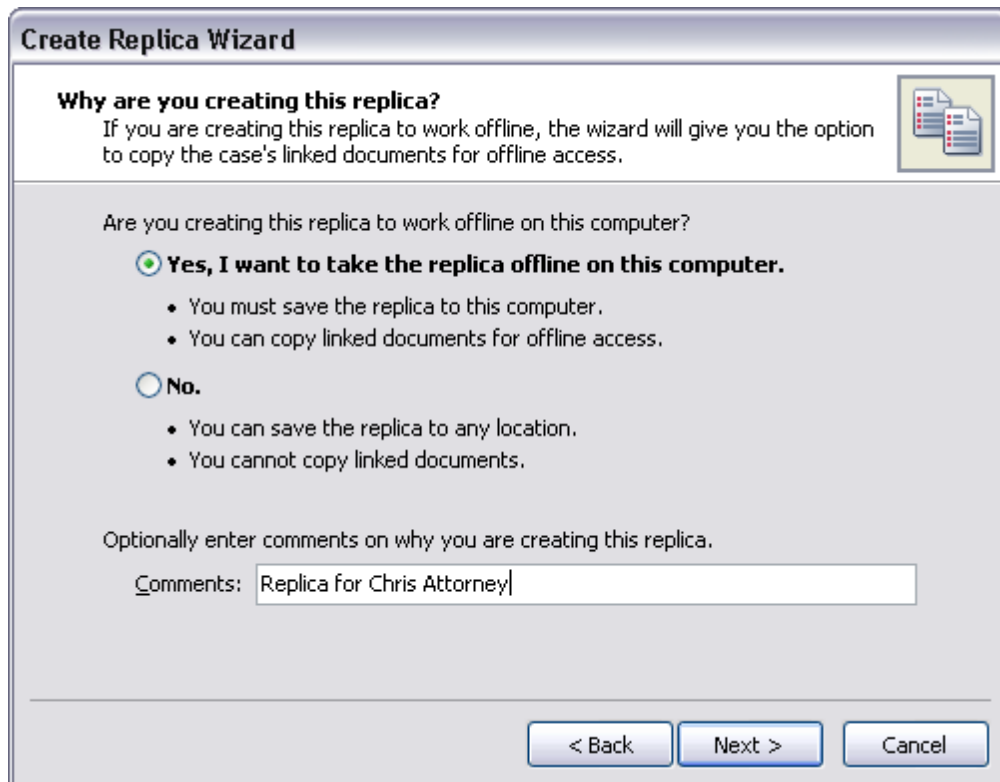 Create Replica Wizard
Why are you creating this replica?
If you are creating this replica to work offline, the wizard will give you the option
to copy the case's linked documents for offline access.
Are you creating this replica to work offline on this computer?
Yes, I want to take the replica offline on this computer.
• You must save the replica to this computer.
• You can copy linked documents for offline access.
No.
• You can save the replica to any location.
• You cannot copy linked documents.
Optionally enter comments on why you are creating this replica.
Comments: Replica for Chris Attorney
< Back Next > Cancel